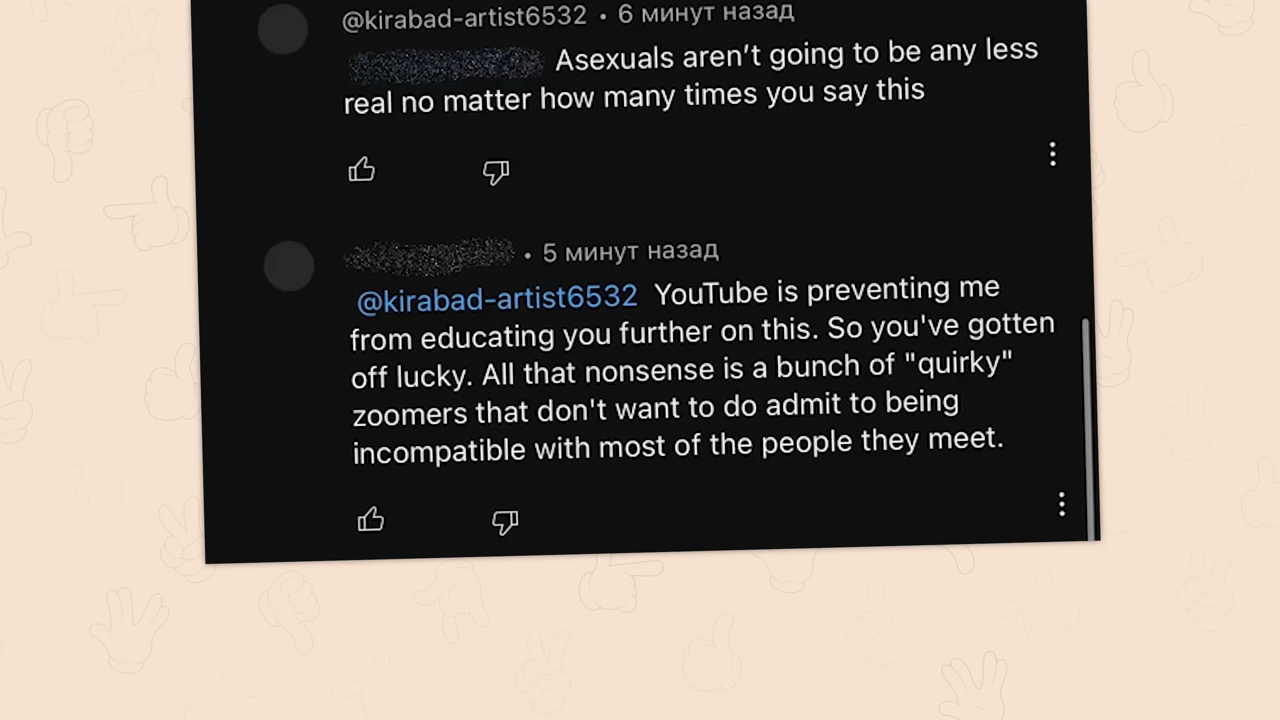 @kirabad-artist6532 • 6 минут назад
Asexuals aren’t going to be any less
real no matter how many times you say this
• 5 минут назад
@kirabad-artist6532 YouTube is preventing me
from educating you further on this. So you've gotten
off lucky. All that nonsense is a bunch of "quirky"
zoomers that don't want to do admit to being
incompatible with most of the people they meet.